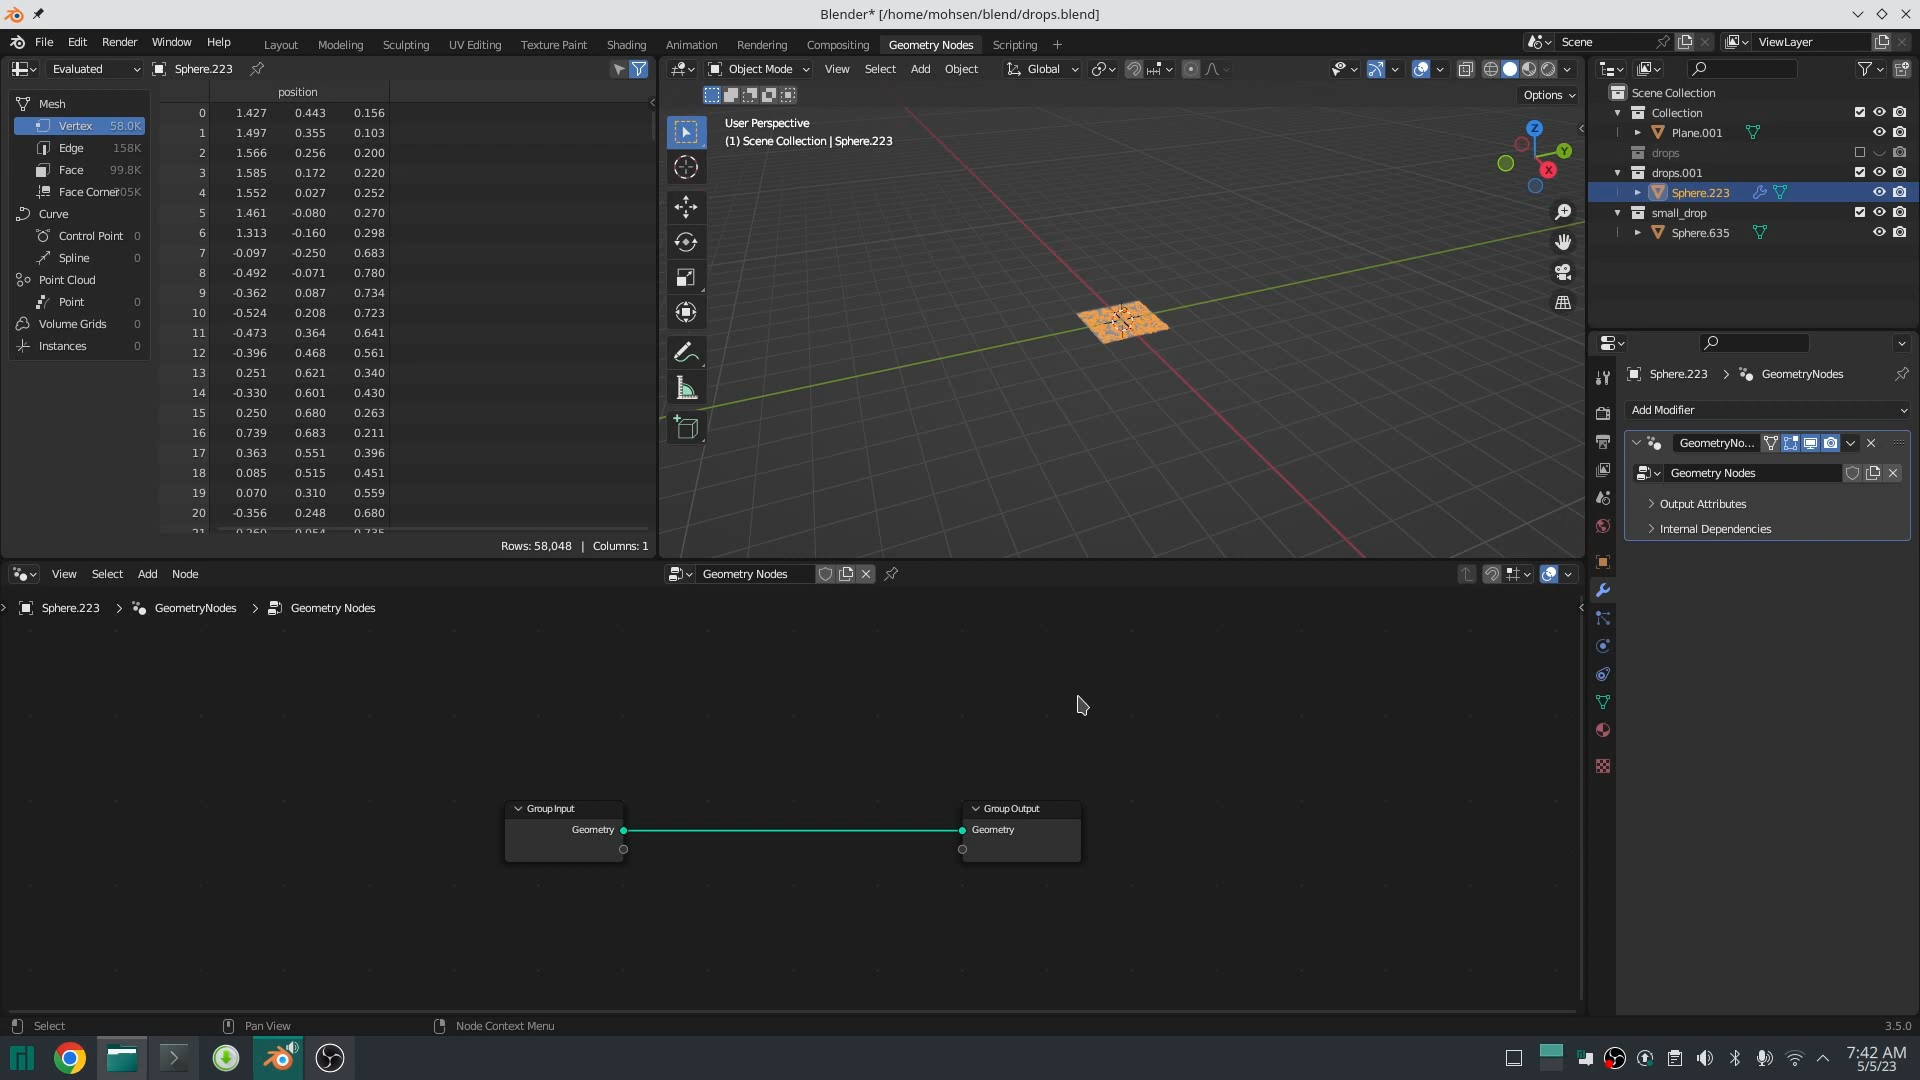 Blender* [/home/mohsen/blend/drops.blend]
File Edit Render Window Help
Layout Modeling Sculpting UV Editing Texture Paint Shading Animation Rendering Compositing Geometry Nodes Scripting +
Scene
ViewLayer
Evaluated Sphere.223
Object Mode View Select Add Object Global
Options
position
Mesh
Vertex 58.0K
Edge 158K
Face 99.8K
Face Corner 05K
Curve
Control Point 0
Spline 0
Point Cloud
Point 0
Volume Grids 0
Instances 0
0 1.427 0.443 0.156
1 1.497 0.355 0.103
2 1.566 0.256 0.200
3 1.585 0.172 0.220
4 1.552 0.027 0.252
5 1.461 -0.080 0.270
6 1.313 -0.160 0.298
7 -0.097 -0.250 0.683
8 -0.492 -0.071 0.780
9 -0.362 0.087 0.734
10 -0.524 0.208 0.723
11 -0.473 0.364 0.641
12 -0.396 0.468 0.561
13 0.251 0.621 0.340
14 -0.330 0.601 0.430
15 0.250 0.680 0.263
16 0.739 0.683 0.211
17 0.363 0.551 0.396
18 0.085 0.515 0.451
19 0.070 0.310 0.559
20 -0.356 0.248 0.680
Rows: 58,048 | Columns: 1
User Perspective
(1) Scene Collection | Sphere.223
Z
Y
X
Scene Collection
Collection
Plane.001
drops
drops.001
Sphere.223
small_drop
Sphere.635
Sphere.223 > GeometryNodes
Add Modifier
GeometryNo...
Geometry Nodes
Output Attributes
Internal Dependencies
View Select Add Node
Geometry Nodes
Sphere.223 > GeometryNodes > Geometry Nodes
Group Input
Geometry
Group Output
Geometry
Select
Pan View
Node Context Menu
3.5.0
7:42 AM
5/5/23